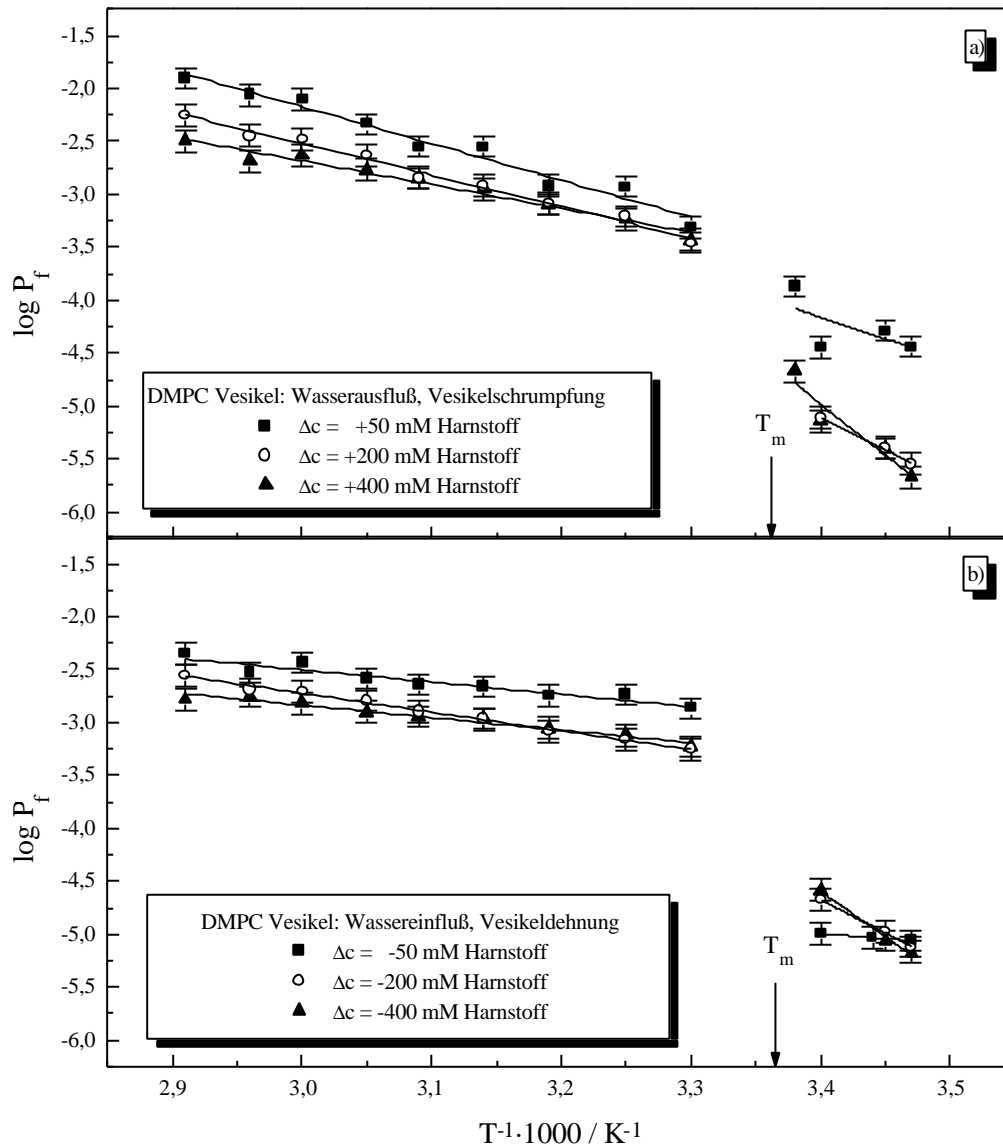 a)
-1,5
-2,0
-2,5
-3,0
-3,5
-4,0
-4,5
-5,0
-5,5
-6,0
log P_f
DMPC Vesikel: Wasserausfluß, Vesikelschrumpfung
Δc = +50 mM Harnstoff
Δc = +200 mM Harnstoff
Δc = +400 mM Harnstoff
T_m
b)
-1,5
-2,0
-2,5
-3,0
-3,5
-4,0
-4,5
-5,0
-5,5
-6,0
log P_f
DMPC Vesikel: Wassereinfluß, Vesikeldehnung
Δc = -50 mM Harnstoff
Δc = -200 mM Harnstoff
Δc = -400 mM Harnstoff
T_m
2,9 3,0 3,1 3,2 3,3 3,4 3,5
T⁻¹·1000 / K⁻¹